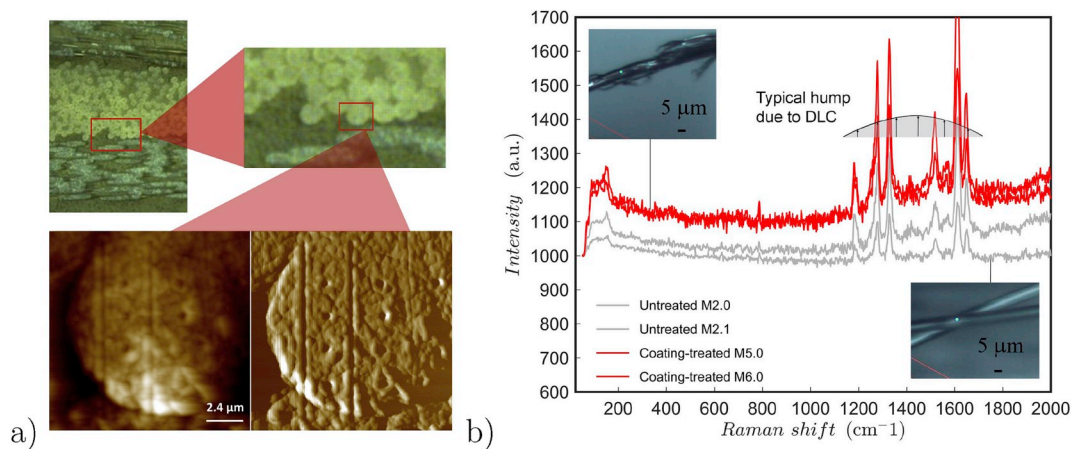 a)
2.4 μm
b)
Intensity (a.u.)
1700
1600
1500
1400
1300
1200
1100
1000
900
800
700
600
5 μm
Typical hump
due to DLC
Untreated M2.0
Untreated M2.1
Coating-treated M5.0
Coating-treated M6.0
5 μm
200 400 600 800 1000 1200 1400 1600 1800 2000
Raman shift (cm⁻¹)